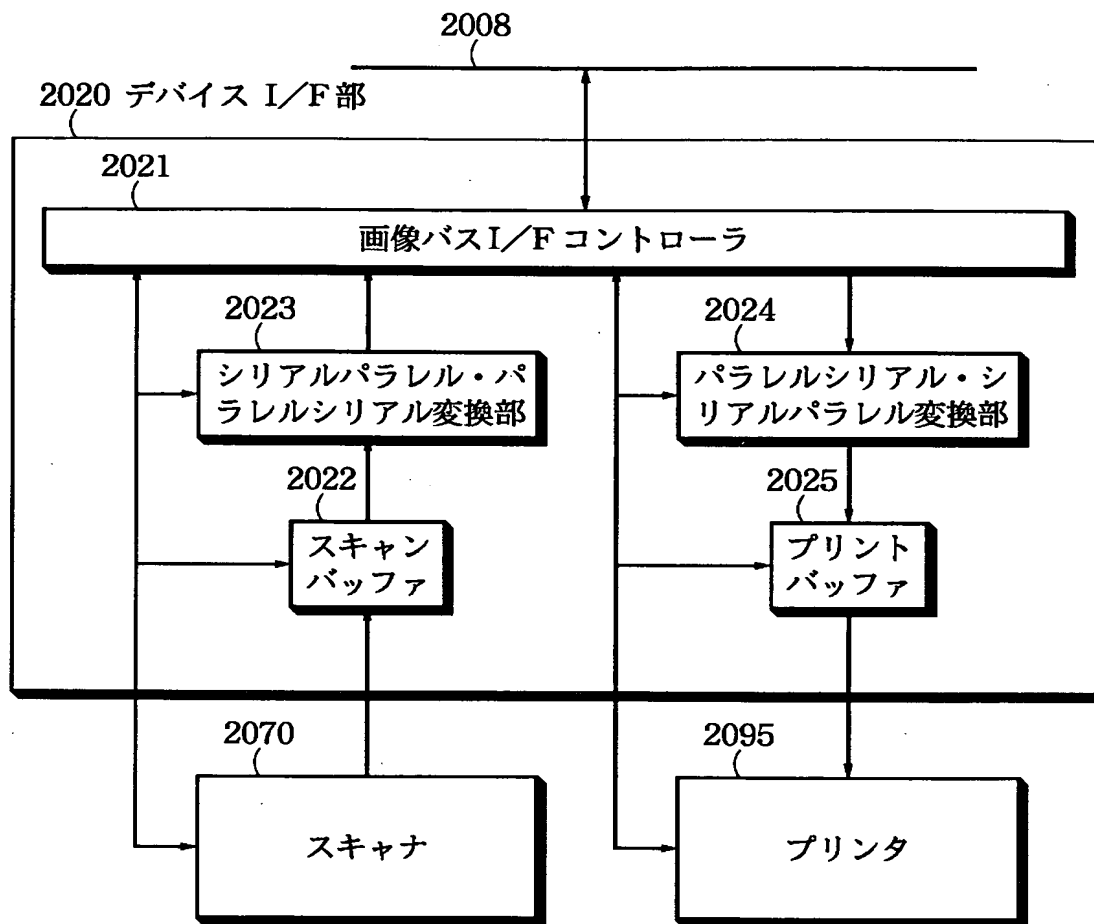 2008
2020 デバイス I／F部
2021
画像バスI／Fコントローラ
2023
シリアルパラレル・パ
ラレルシリアル変換部
2024
パラレルシリアル・シ
リアルパラレル変換部
2022
スキャン
バッファ
2025
プリント
バッファ
2070
スキャナ
2095
プリンタ